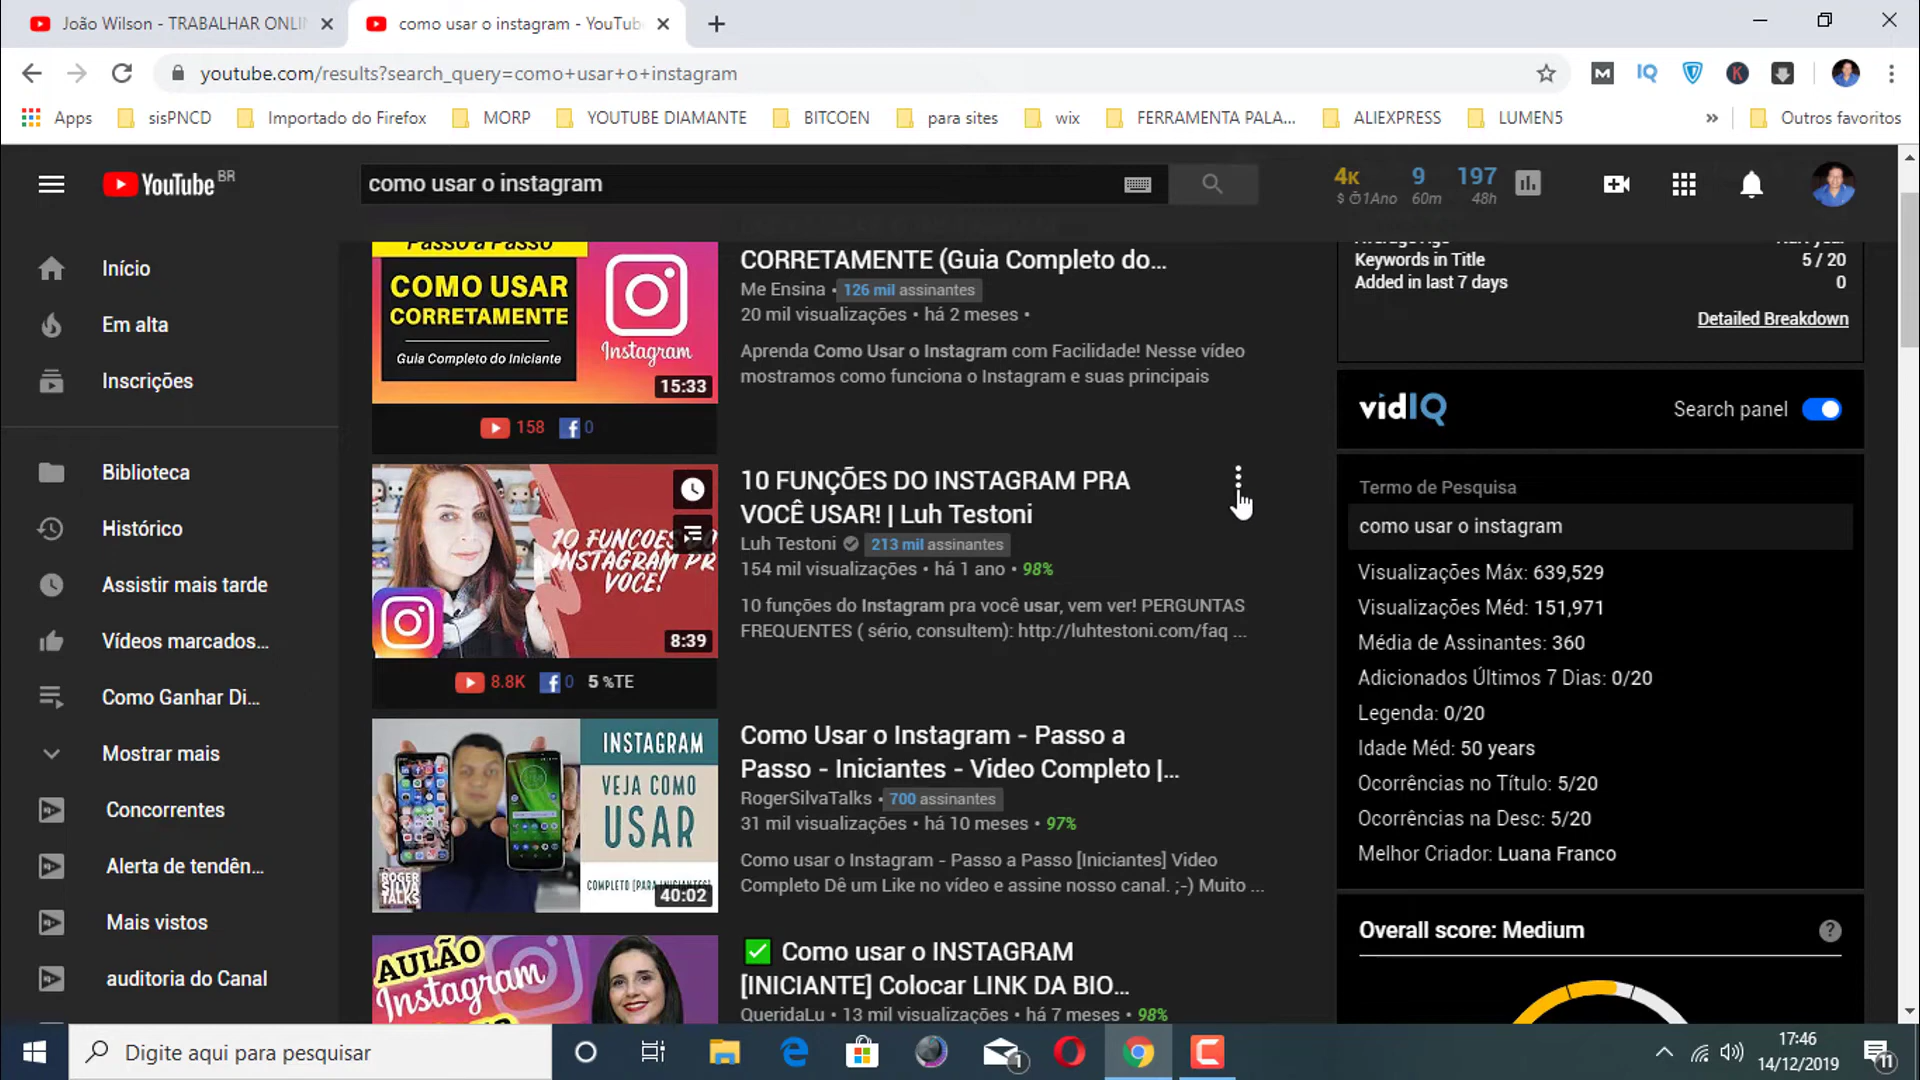 João Wilson - TRABALHAR ONLIN
como usar o instagram - YouTube
youtube.com/results?search_query=como+usar+o+instagram
Apps
sisPNCD
Importado do Firefox
MORP
YOUTUBE DIAMANTE
BITCOEN
para sites
wix
FERRAMENTA PALA...
ALIEXPRESS
LUMEN5
Outros favoritos
YouTube BR
como usar o instagram
4K
$ 1Ano
9
60m
197
48h
Início
Em alta
Inscrições
Biblioteca
Histórico
Assistir mais tarde
Vídeos marcados...
Como Ganhar Di...
Mostrar mais
Concorrentes
Alerta de tendên...
Mais vistos
auditoria do Canal
Passo a Passo
COMO USAR
CORRETAMENTE
Guia Completo do Iniciante
Instagram
15:33
158
0
CORRETAMENTE (Guia Completo do...
Me Ensina • 126 mil assinantes
20 mil visualizações • há 2 meses •
Aprenda Como Usar o Instagram com Facilidade! Nesse vídeo
mostramos como funciona o Instagram e suas principais
10 FUNCOES DO
INSTAGRAM PR
VOCÊ!
8:39
8.8K
0
5 %TE
10 FUNÇÕES DO INSTAGRAM PRA
VOCÊ USAR! | Luh Testoni
Luh Testoni 213 mil assinantes
154 mil visualizações • há 1 ano • 98%
10 funções do Instagram pra você usar, vem ver! PERGUNTAS
FREQUENTES ( sério, consultem): http://luhtestoni.com/faq ...
INSTAGRAM
VEJA COMO
USAR
COMPLETO [PARA INICIANTES]
ROGER
SILVA
TALKS
40:02
Como Usar o Instagram - Passo a
Passo - Iniciantes - Video Completo |...
RogerSilvaTalks • 700 assinantes
31 mil visualizações • há 10 meses • 97%
Como usar o Instagram - Passo a Passo [Iniciantes] Video
Completo Dê um Like no vídeo e assine nosso canal. ;-) Muito ...
AULÃO
Instagram
Como usar o INSTAGRAM
[INICIANTE] Colocar LINK DA BIO...
QueridaLu • 13 mil visualizações • há 7 meses • 98%
Keywords in Title
5 / 20
Added in last 7 days
0
Detailed Breakdown
vidIQ
Search panel
Termo de Pesquisa
como usar o instagram
Visualizações Máx: 639,529
Visualizações Méd: 151,971
Média de Assinantes: 360
Adicionados Últimos 7 Dias: 0/20
Legenda: 0/20
Idade Méd: 50 years
Ocorrências no Título: 5/20
Ocorrências na Desc: 5/20
Melhor Criador: Luana Franco
Overall score: Medium
?
Digite aqui para pesquisar
1
17:46
14/12/2019
11